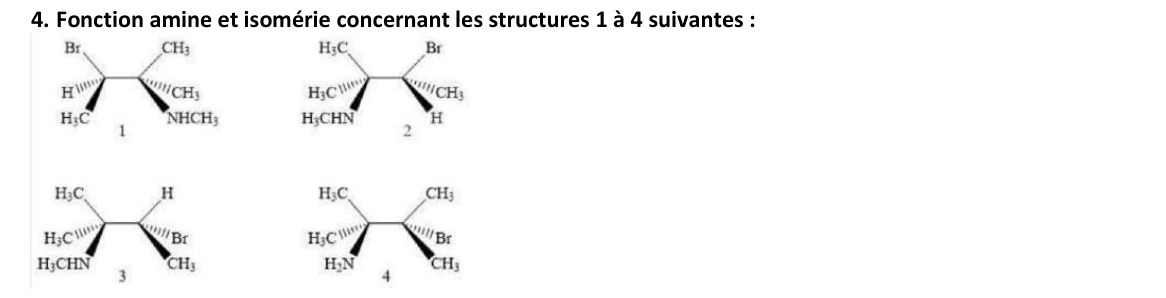 4. Fonction amine et isomérie concernant les structures 1 à 4 suivantes :
Br CH3 H3C Br
H CH3 H3C CH3
H3C NHCH3 H3CHN H
1 2
H3C H H3C CH3
H3C Br H3C Br
H3CHN CH3 H2N CH3
3 4